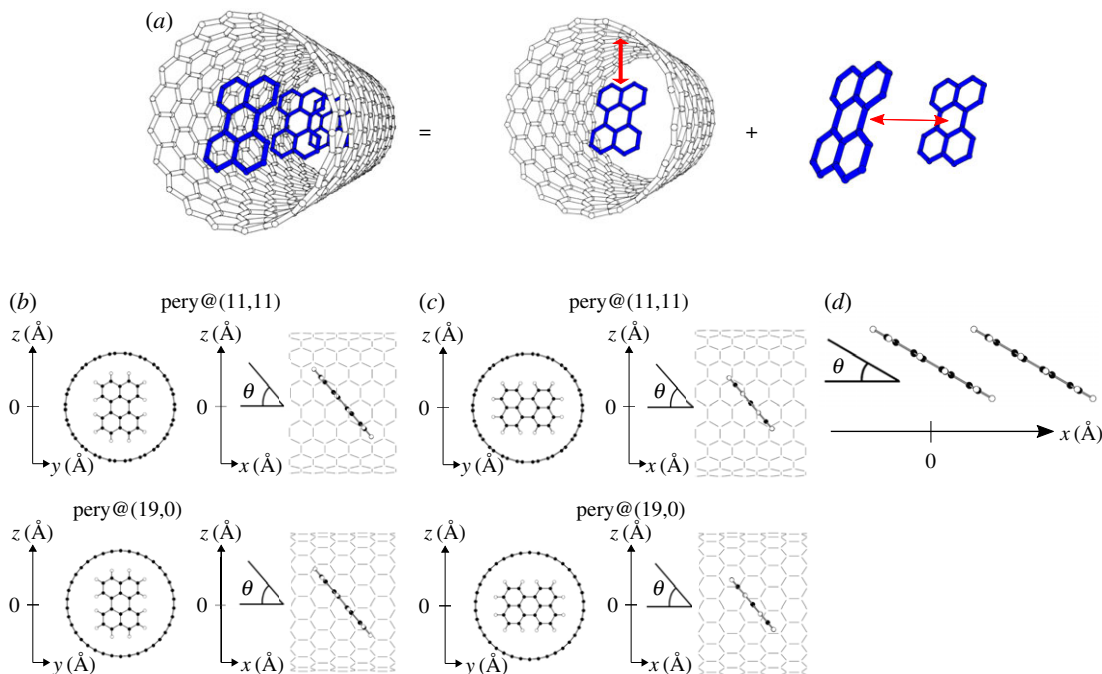 (a)
=
+
(b)
pery@(11,11)
z (Å)
0
y (Å)
z (Å)
0
θ
x (Å)
pery@(19,0)
z (Å)
0
y (Å)
z (Å)
0
θ
x (Å)
(c)
pery@(11,11)
z (Å)
0
y (Å)
z (Å)
0
θ
x (Å)
pery@(19,0)
z (Å)
0
y (Å)
z (Å)
0
θ
x (Å)
(d)
θ
x (Å)
0